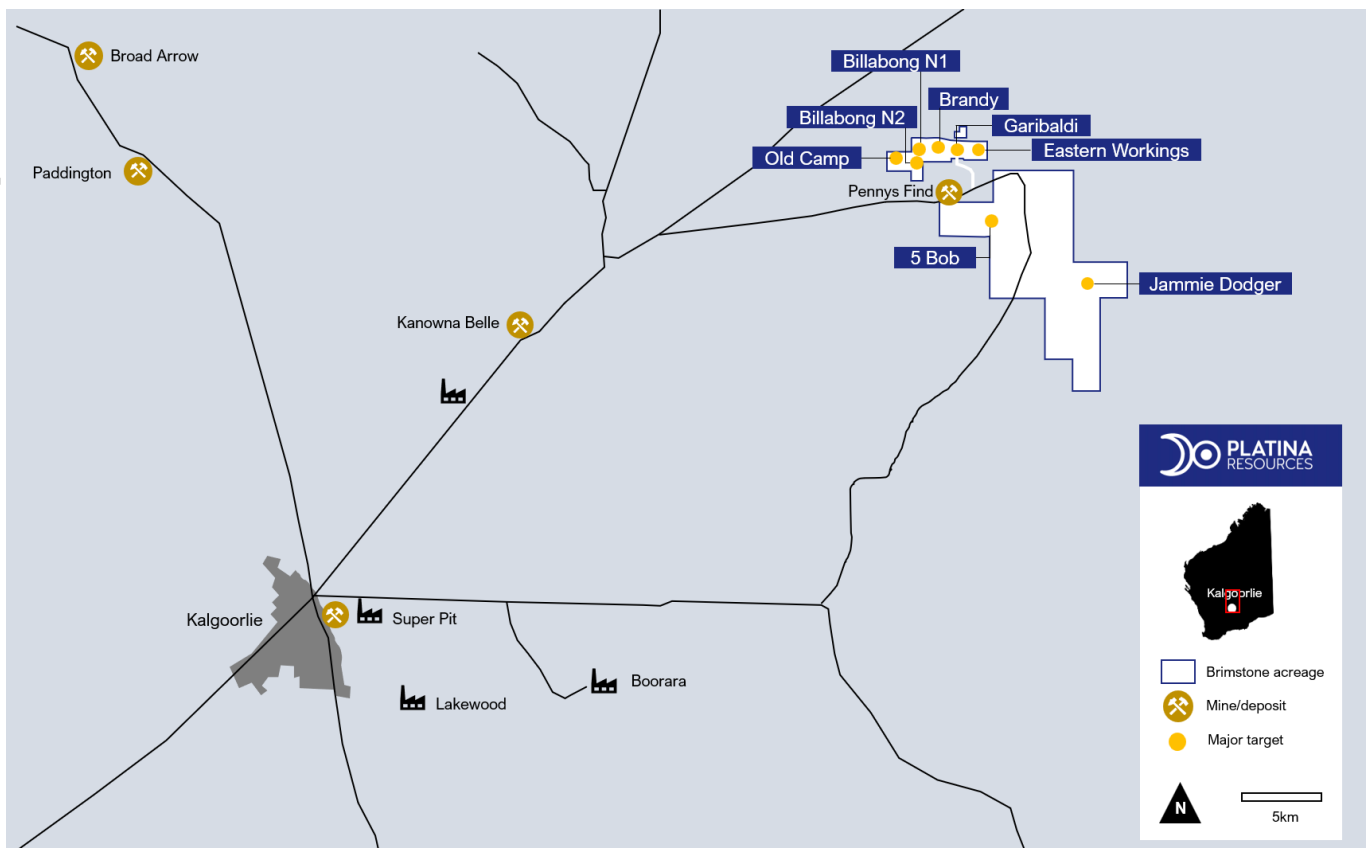 Broad Arrow
Paddington
Billabong N1
Brandy
Billabong N2
Garibaldi
Old Camp
Eastern Workings
Pennys Find
5 Bob
Jammie Dodger
Kanowna Belle
Kalgoorlie
Super Pit
Boorara
Lakewood
PLATINA
RESOURCES
Kalgoorlie
Brimstone acreage
Mine/deposit
Major target
N
5km